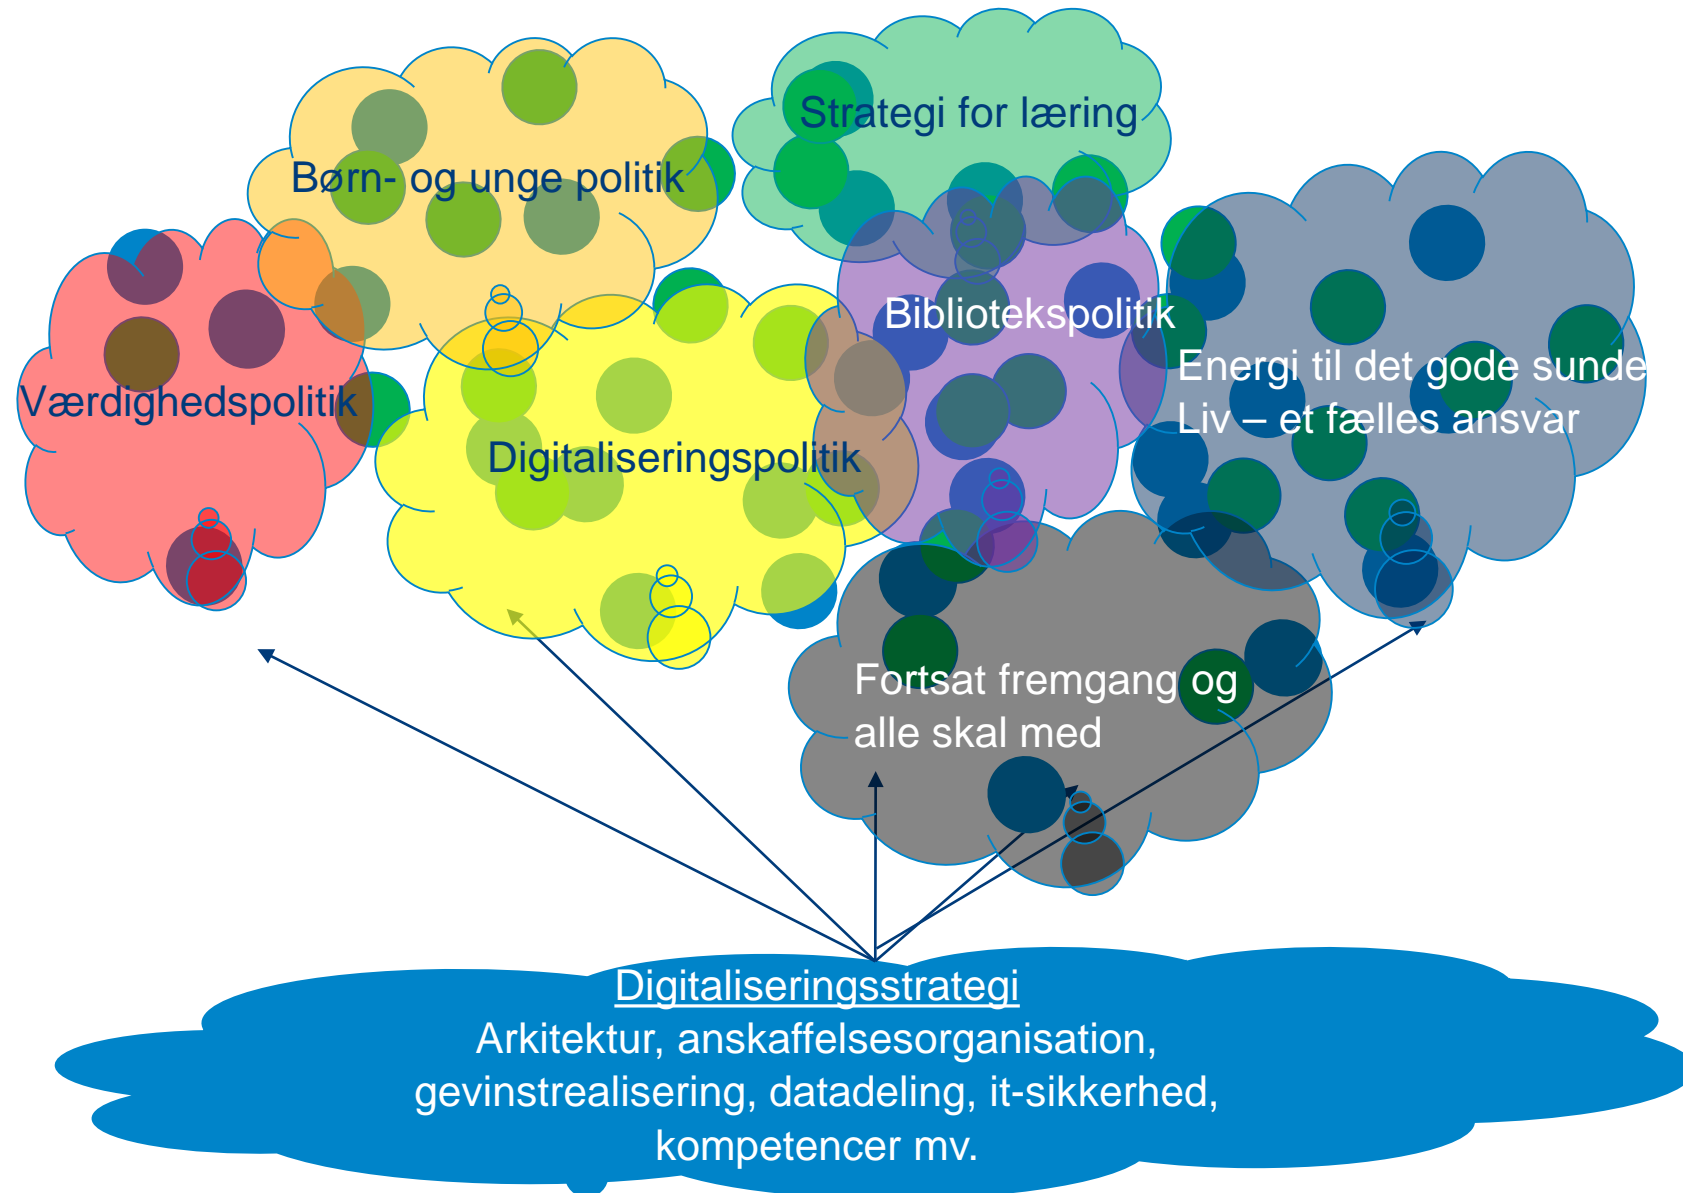 Strategi for læring
Børn- og unge politik
Bibliotekspolitik
Energi til det gode sunde
Liv – et fælles ansvar
Værdighedspolitik
Digitaliseringspolitik
Fortsat fremgang og
alle skal med
Digitaliseringsstrategi
Arkitektur, anskaffelsesorganisation,
gevinstrealisering, datadeling, it-sikkerhed,
kompetencer mv.